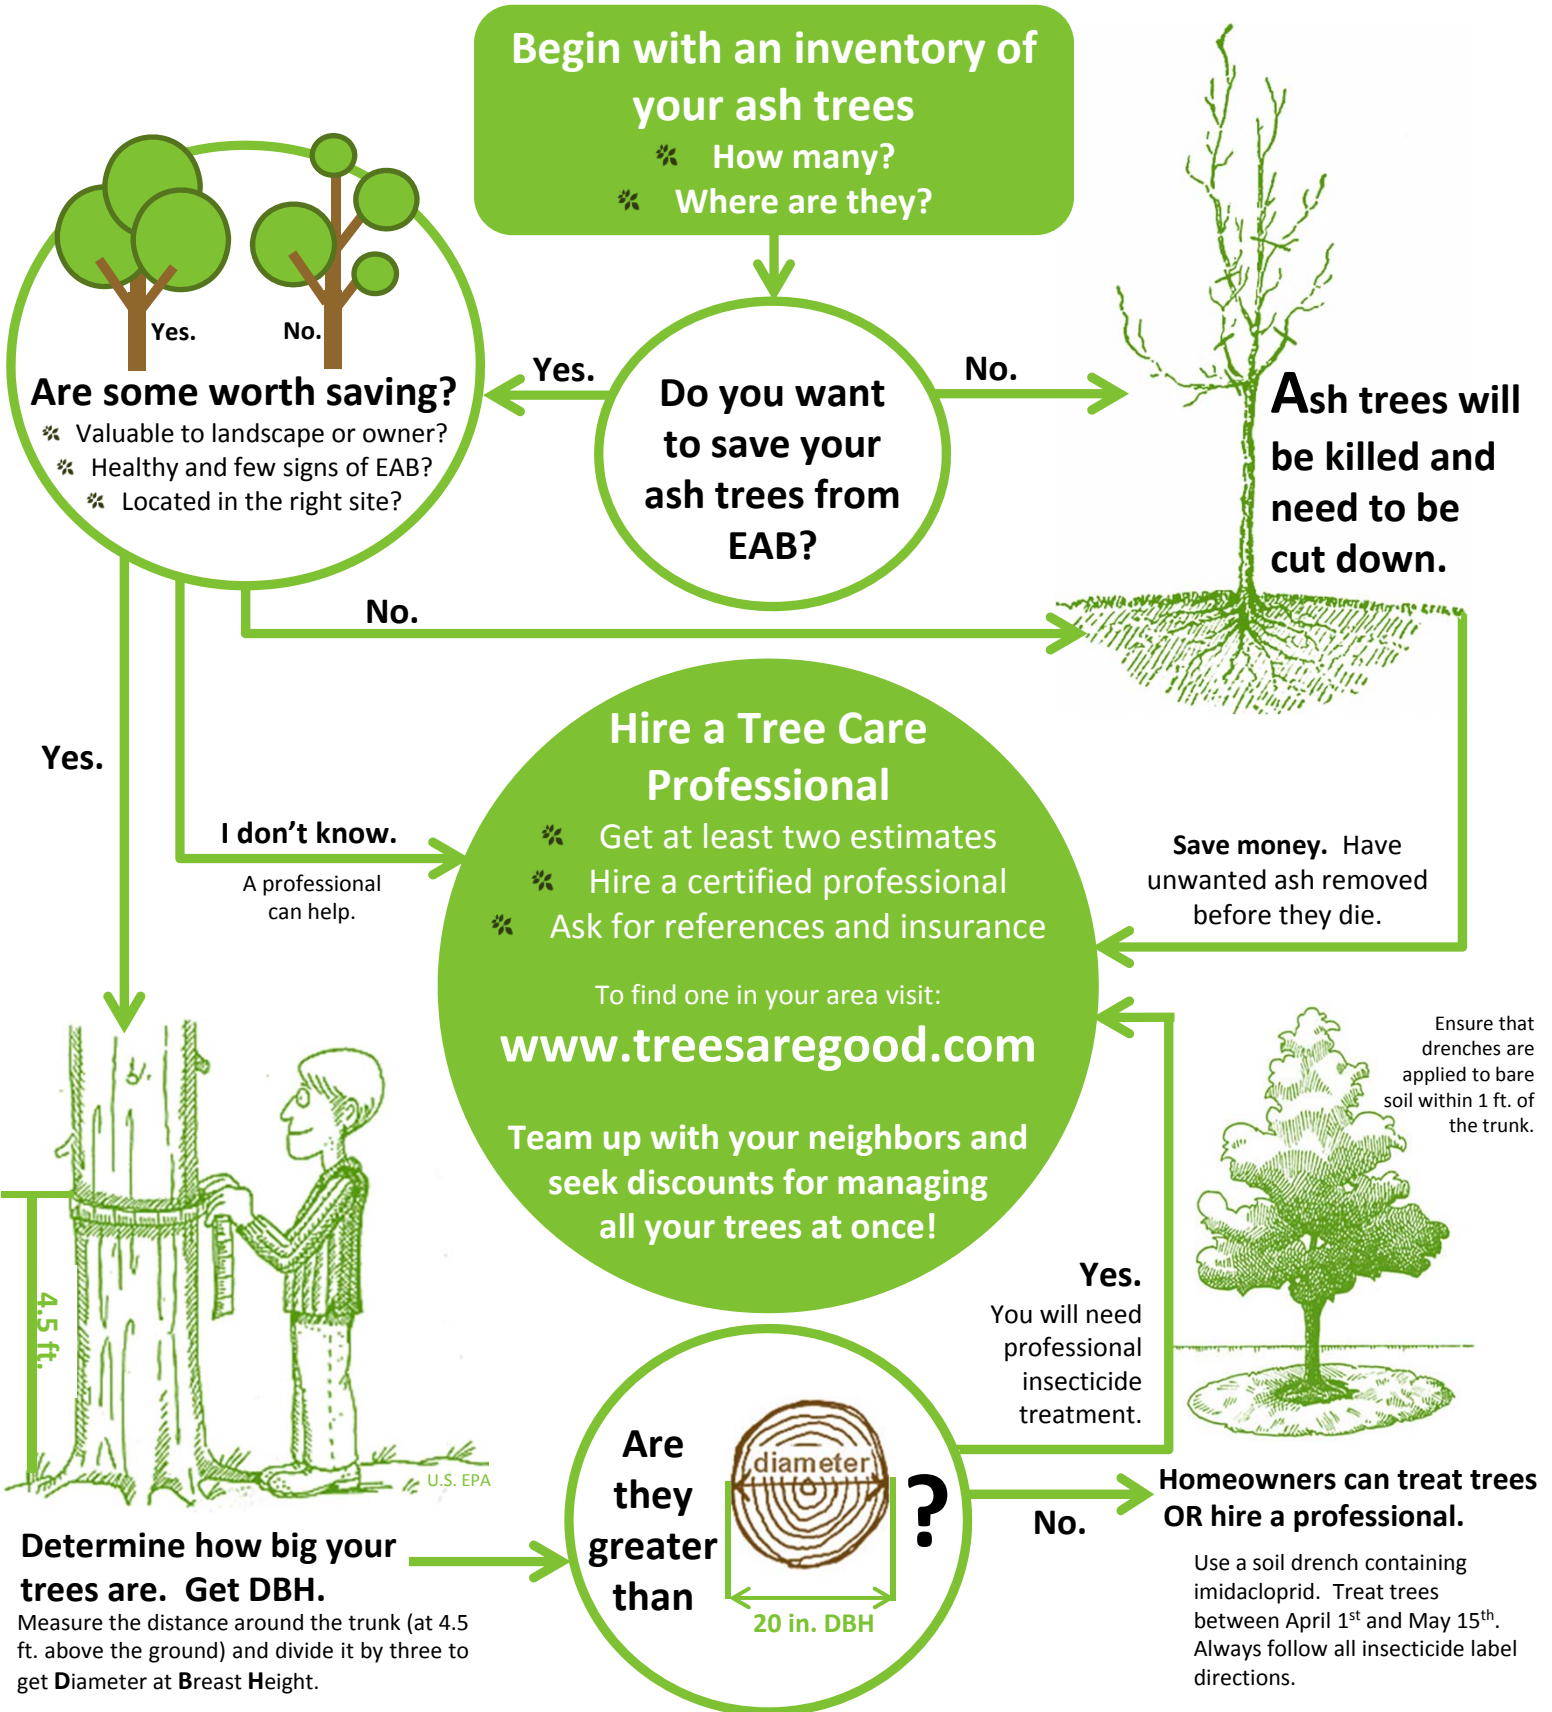 Begin with an inventory of
your ash trees
How many?
Where are they?
Yes.
No.
Are some worth saving?
Valuable to landscape or owner?
Healthy and few signs of EAB?
Located in the right site?
Yes.
Do you want
to save your
ash trees from
EAB?
No.
Ash trees will
be killed and
need to be
cut down.
No.
Yes.
I don’t know.
A professional
can help.
Hire a Tree Care
Professional
Get at least two estimates
Hire a certified professional
Ask for references and insurance
To find one in your area visit:
www.treesaregood.com
Team up with your neighbors and
seek discounts for managing
all your trees at once!
Save money. Have
unwanted ash removed
before they die.
Ensure that
drenches are
applied to bare
soil within 1 ft. of
the trunk.
4.5 ft.
U.S. EPA
Determine how big your
trees are. Get DBH.
Measure the distance around the trunk (at 4.5
ft. above the ground) and divide it by three to
get Diameter at Breast Height.
Are
they
greater
than
diameter
?
20 in. DBH
Yes.
You will need
professional
insecticide
treatment.
No.
Homeowners can treat trees
OR hire a professional.
Use a soil drench containing
imidacloprid. Treat trees
between April 1st and May 15th.
Always follow all insecticide label
directions.